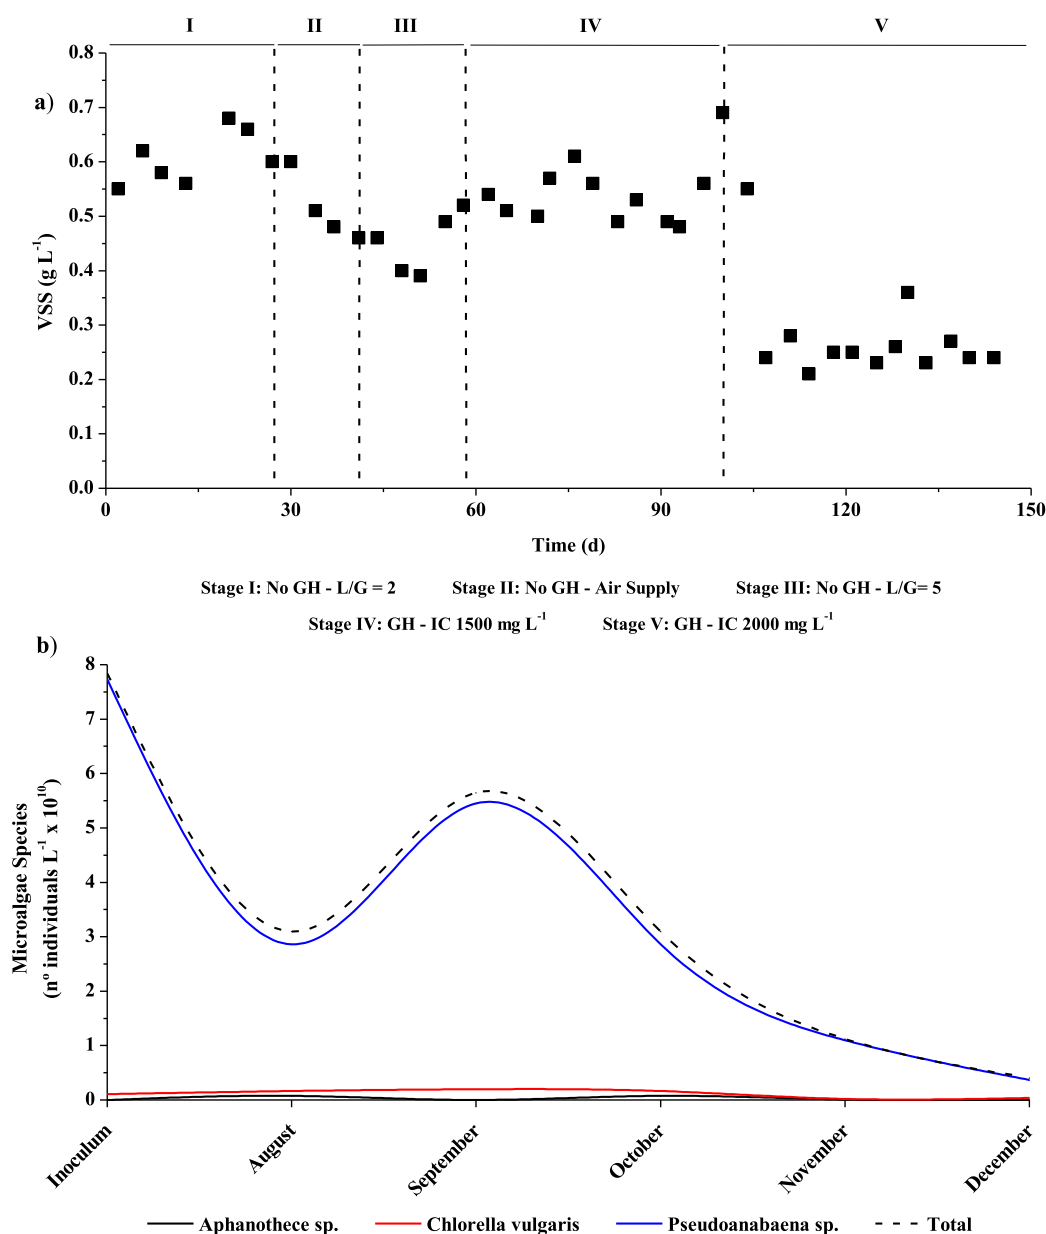 I II III IV V
a)
0.8
0.7
0.6
0.5
0.4
0.3
0.2
0.1
0.0
VSS (g L⁻¹)
0 30 60 90 120 150
Time (d)
Stage I: No GH - L/G = 2 Stage II: No GH - Air Supply Stage III: No GH - L/G= 5
Stage IV: GH - IC 1500 mg L⁻¹ Stage V: GH - IC 2000 mg L⁻¹
b)
8
7
6
5
4
3
2
1
0
Microalgae Species
(nº individuals L⁻¹ x 10¹⁰)
Inoculum August September October November December
Aphanothece sp. Chlorella vulgaris Pseudoanabaena sp. Total